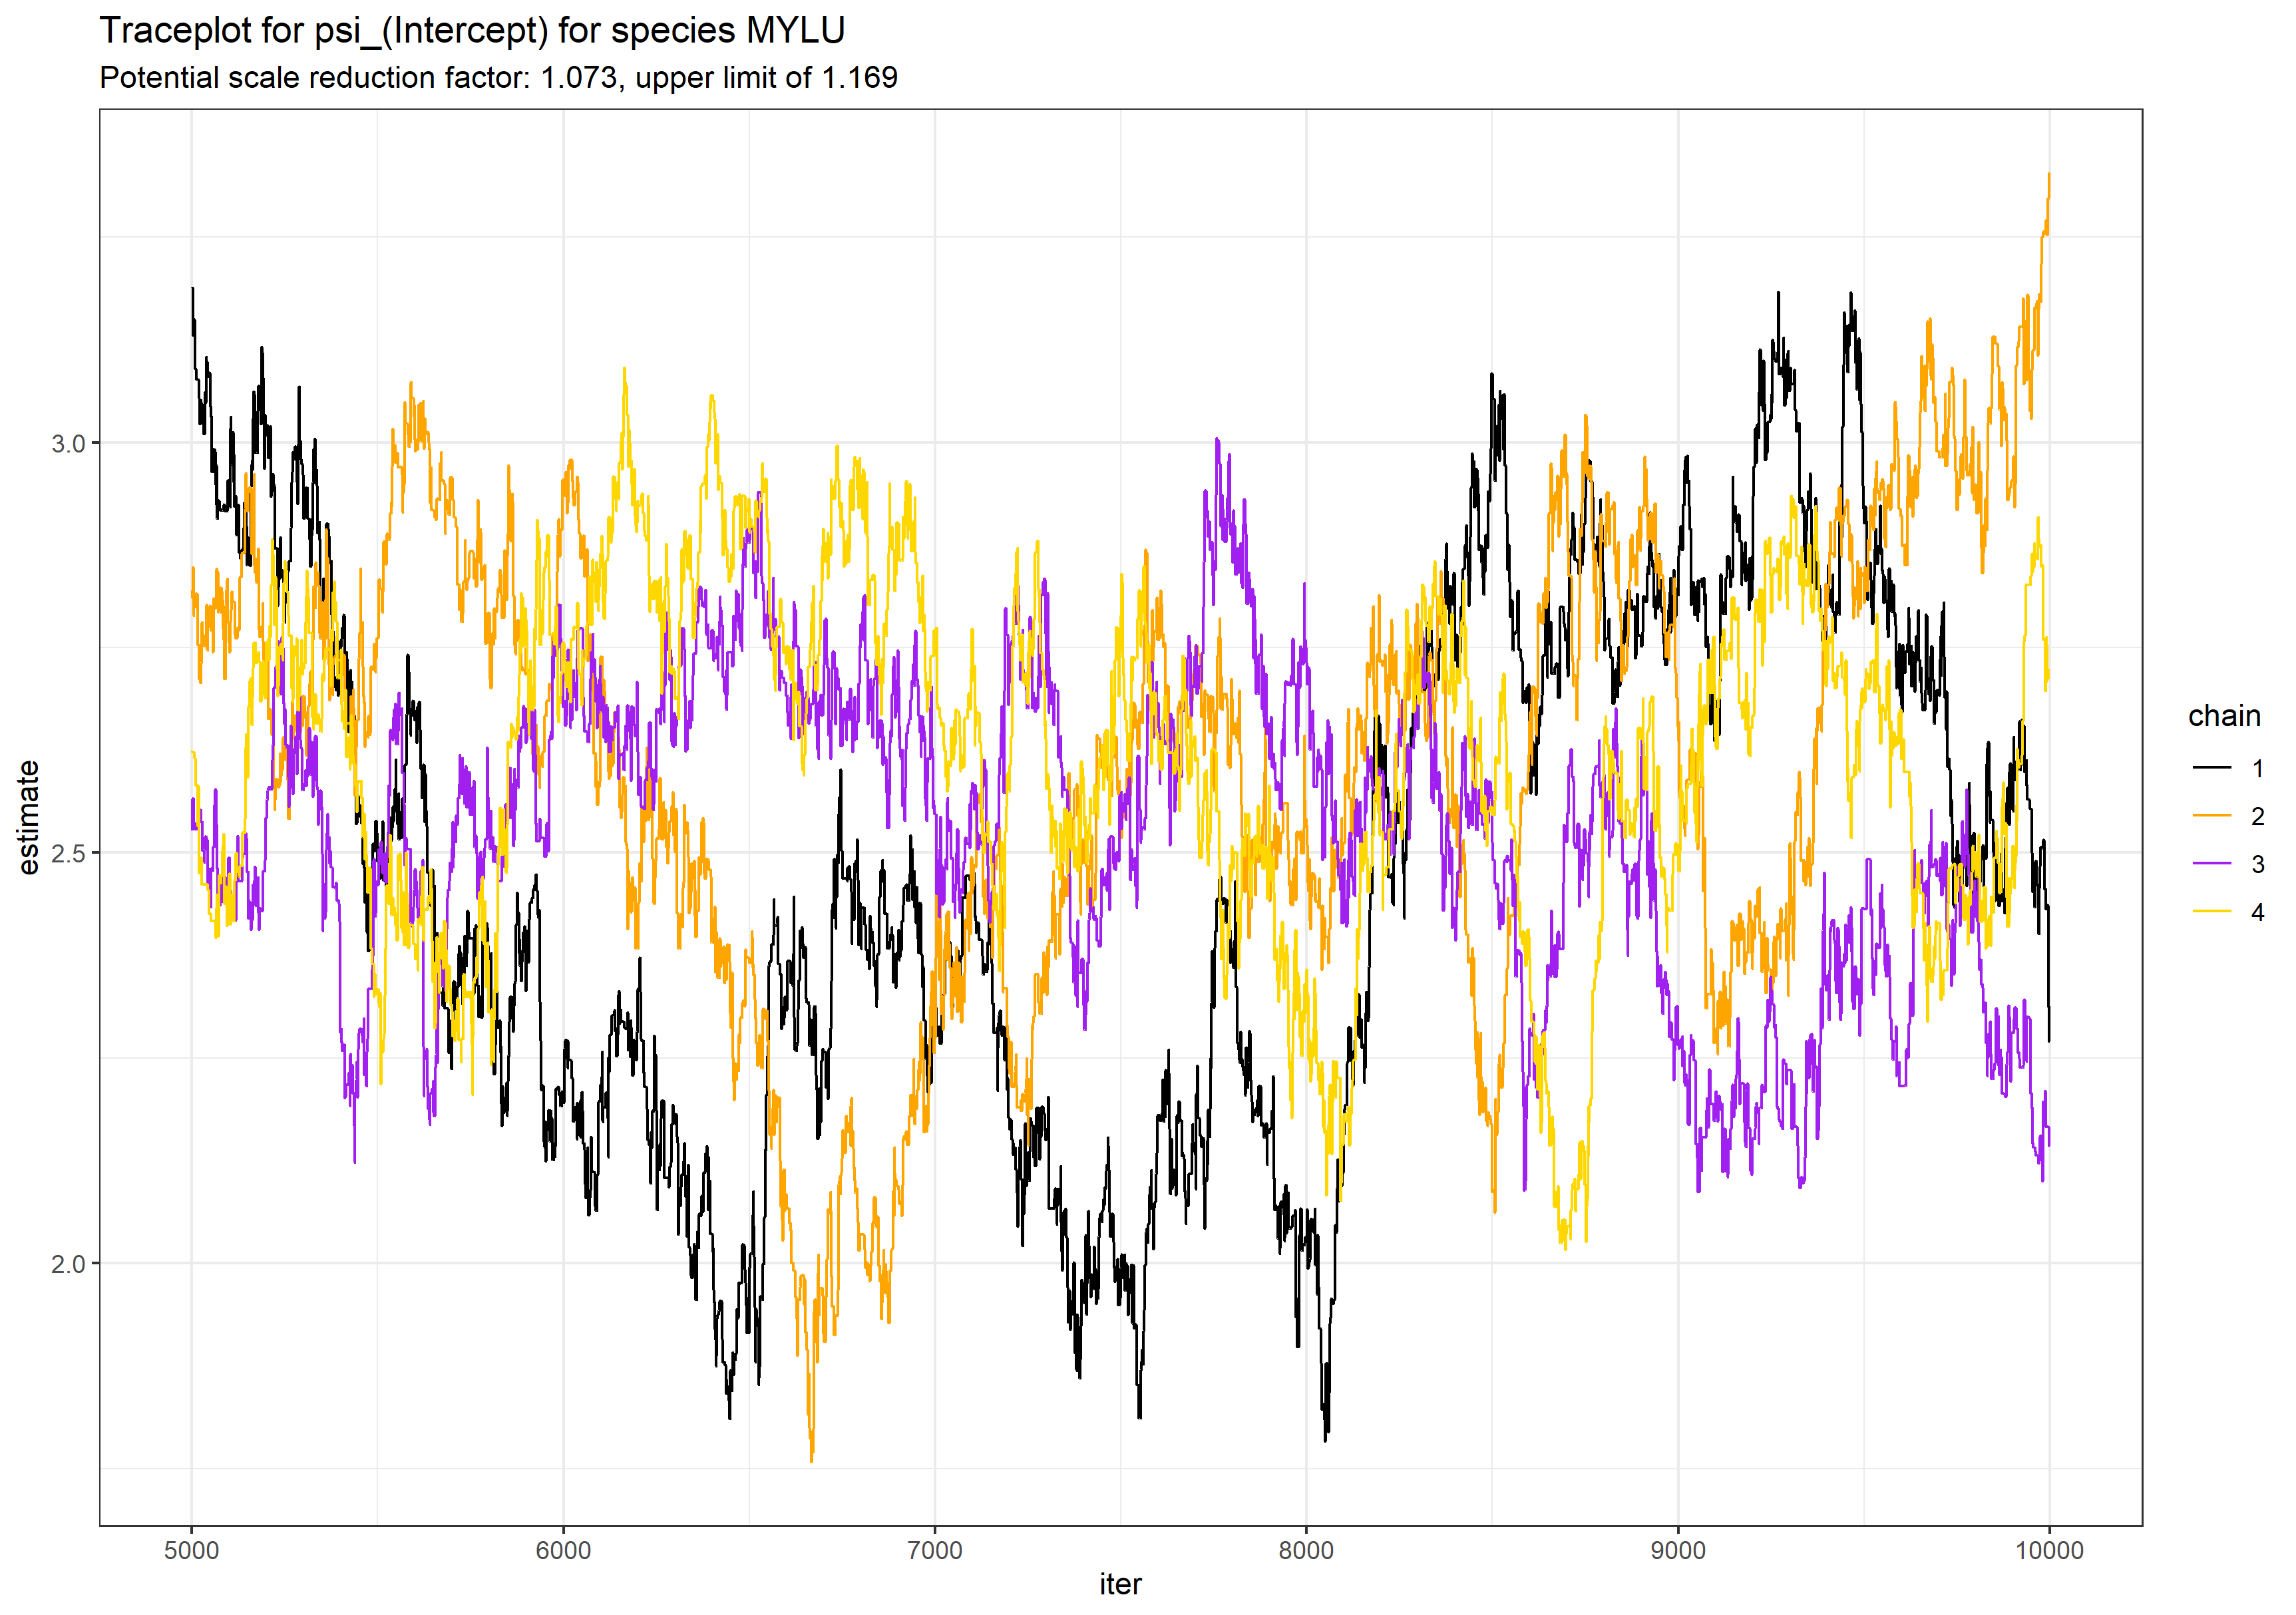 Traceplot for psi_(Intercept) for species MYLU
Potential scale reduction factor: 1.073, upper limit of 1.169
estimate
3.0
2.5
2.0
5000 6000 7000 8000 9000 10000
iter
chain
1
2
3
4